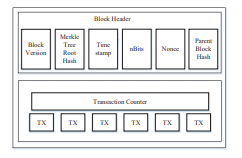 Block Header
Block
Version
Merkle
Tree
Root
Hash
Time
stamp
nBits
Nonce
Parent
Block
Hash
Transaction Counter
TX
TX
TX
TX
TX
TX